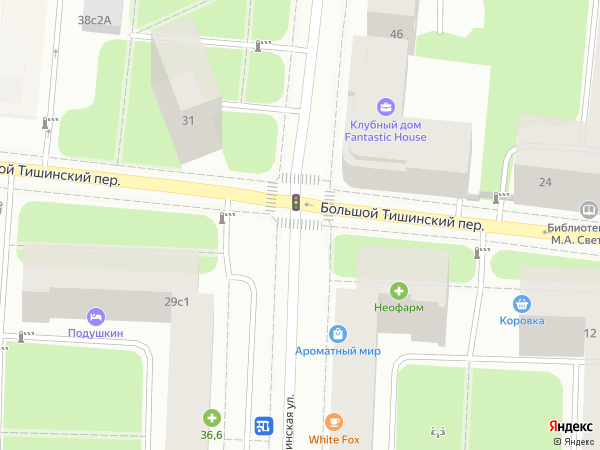 38с2А
46
31
Клубный дом
Fantastic House
ой Тишинский пер.
24
Большой Тишинский пер.
Библиотек
М.А. Свет
29с1
Неофарм
Подушкин
Коровка
12
Ароматный мир
36,6
инская ул.
White Fox
Яндекс
© Яндекс